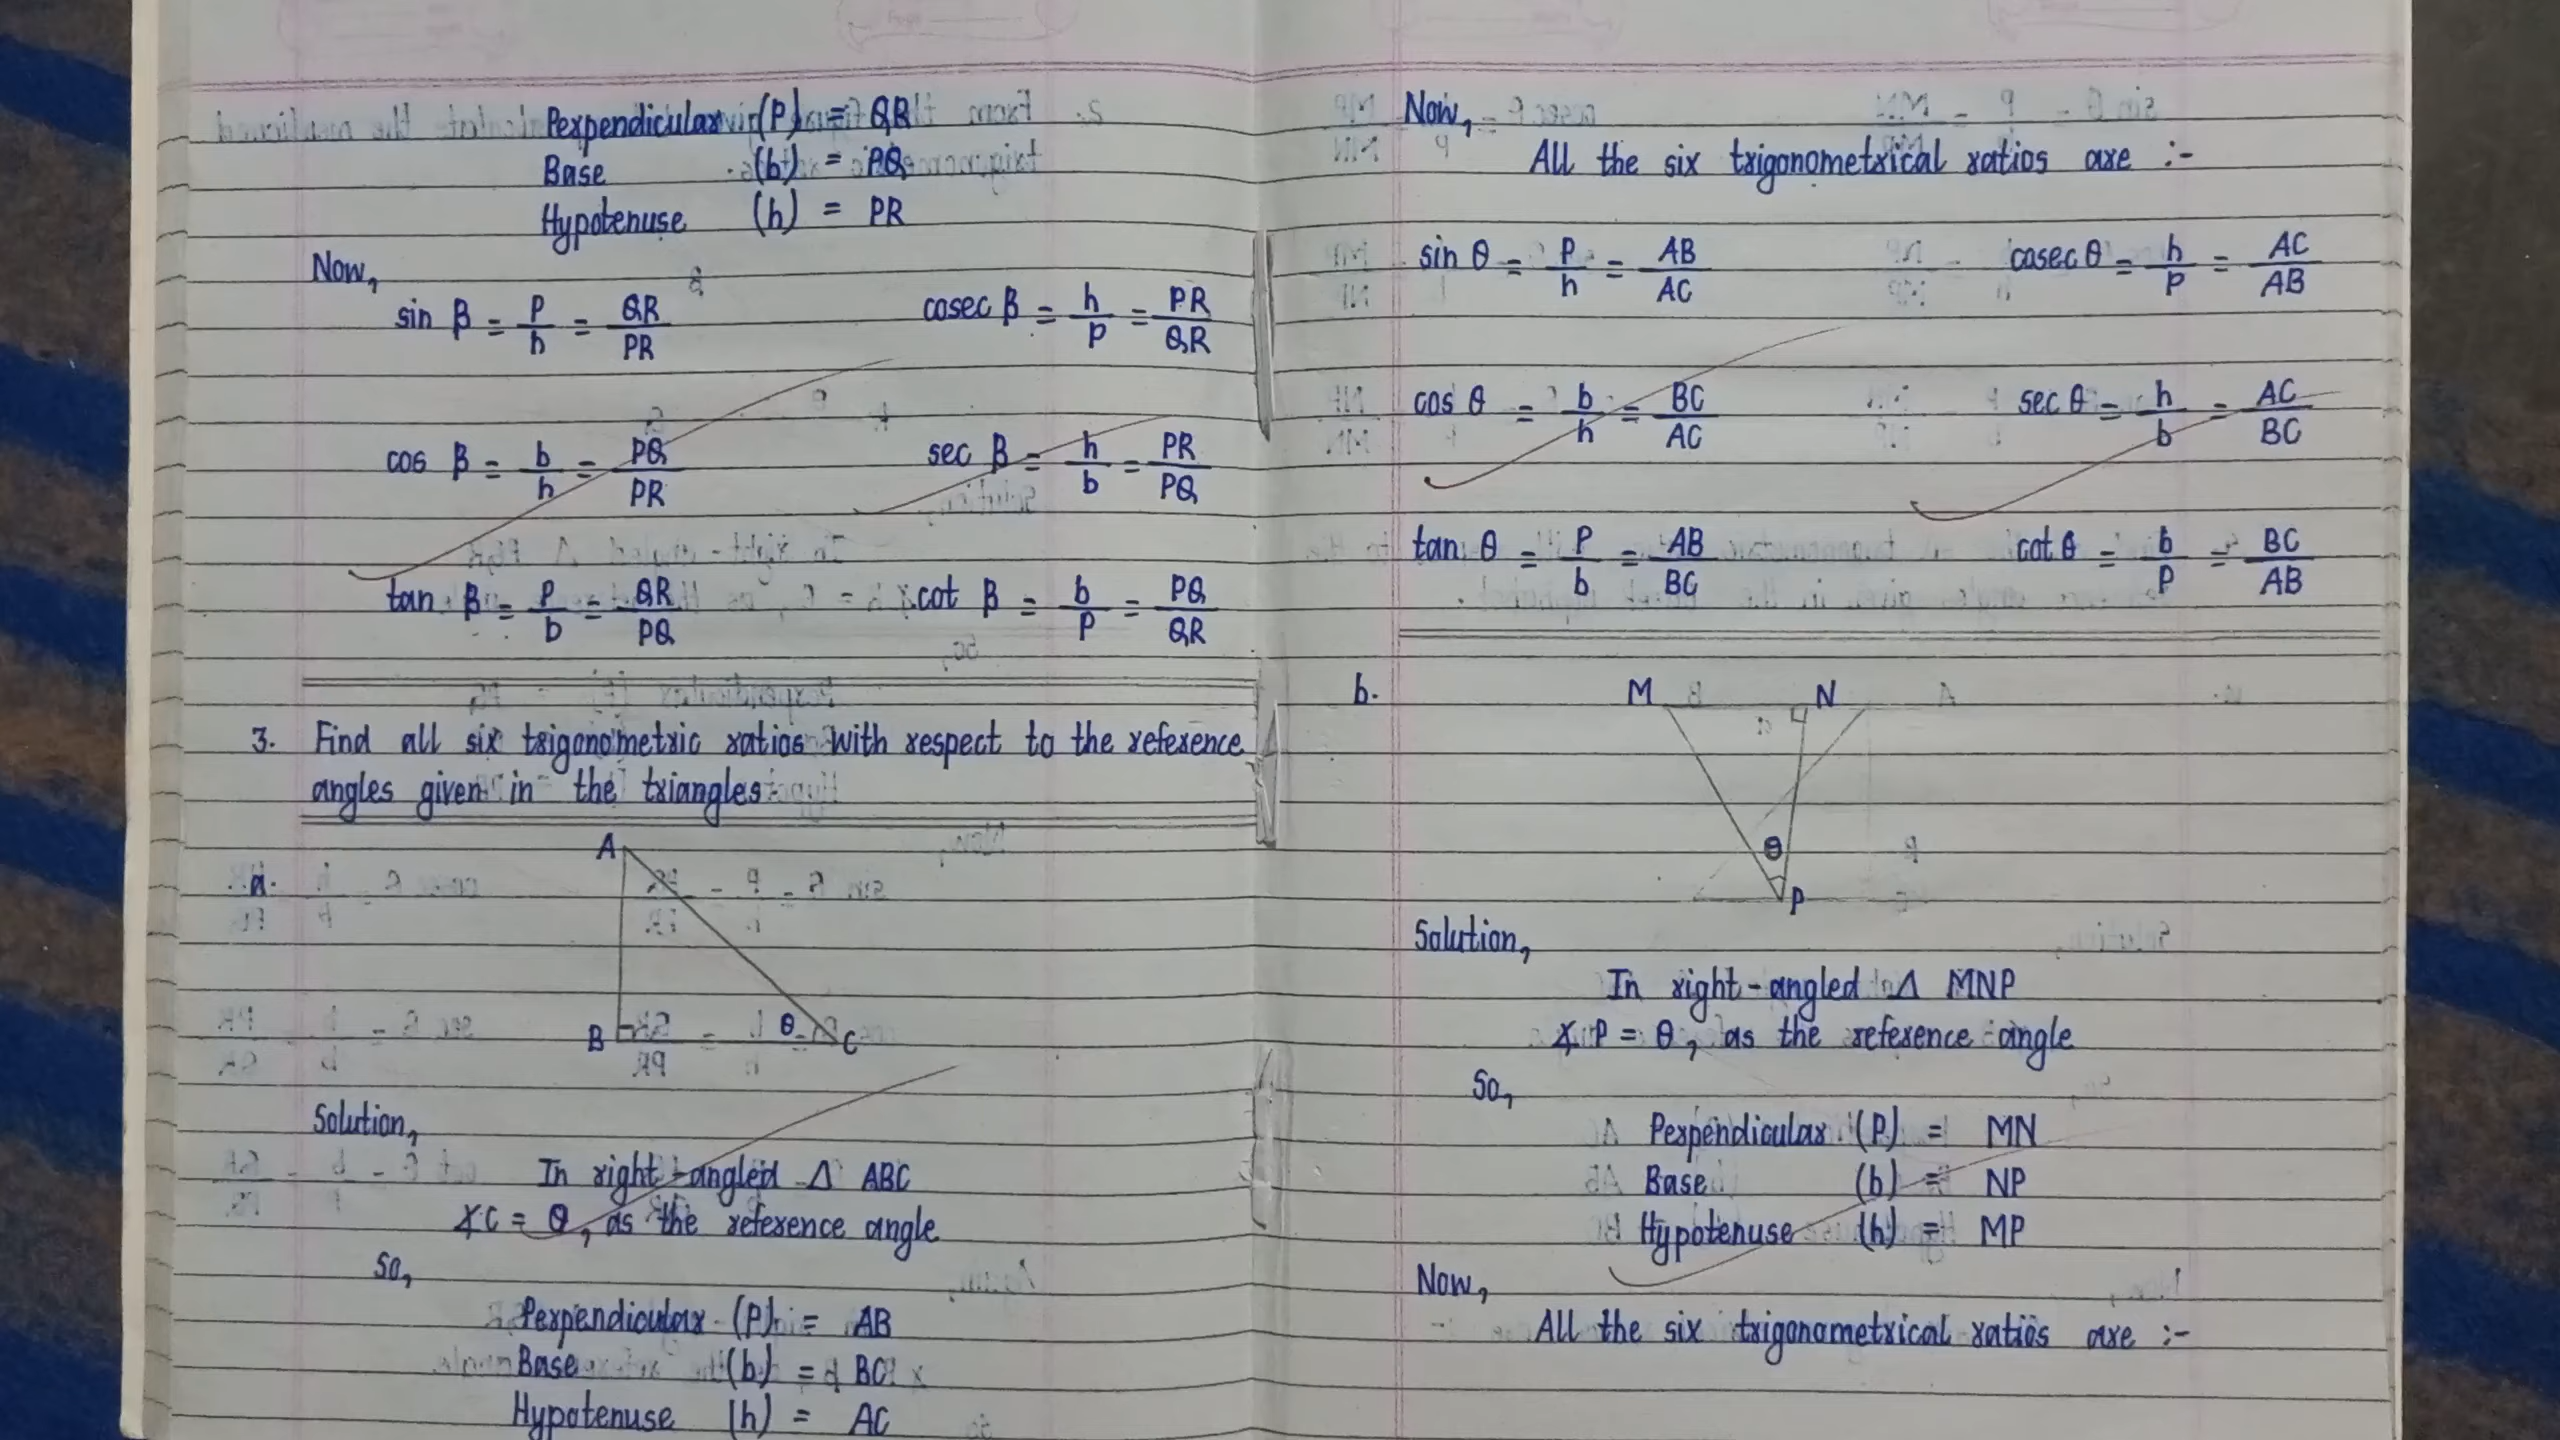 Perpendicular (P) = QR
Base (b) = PQ
Hypotenuse (h) = PR
Now,
sin β = P/h = QR/PR cosec β = h/P = PR/QR
cos β = b/h = PQ/PR sec β = h/b = PR/PQ
tan β = P/b = QR/PQ cot β = b/P = PQ/QR
3. Find all six trigonometric ratios with respect to the reference
angles given in the triangles.
a.
A
B θ C
Solution,
In right-angled Δ ABC
∡C = θ, as the reference angle
So,
Perpendicular (P) = AB
Base (b) = BC
Hypotenuse (h) = AC
Now,
All the six trigonometrical ratios are :-
sin θ = P/h = AB/AC cosec θ = h/P = AC/AB
cos θ = b/h = BC/AC sec θ = h/b = AC/BC
tan θ = P/b = AB/BC cot θ = b/P = BC/AB
b.
M N
θ
P
Solution,
In right-angled Δ MNP
∡P = θ, as the reference angle
So,
Perpendicular (P) = MN
Base (b) = NP
Hypotenuse (h) = MP
Now,
All the six trigonometrical ratios are :-